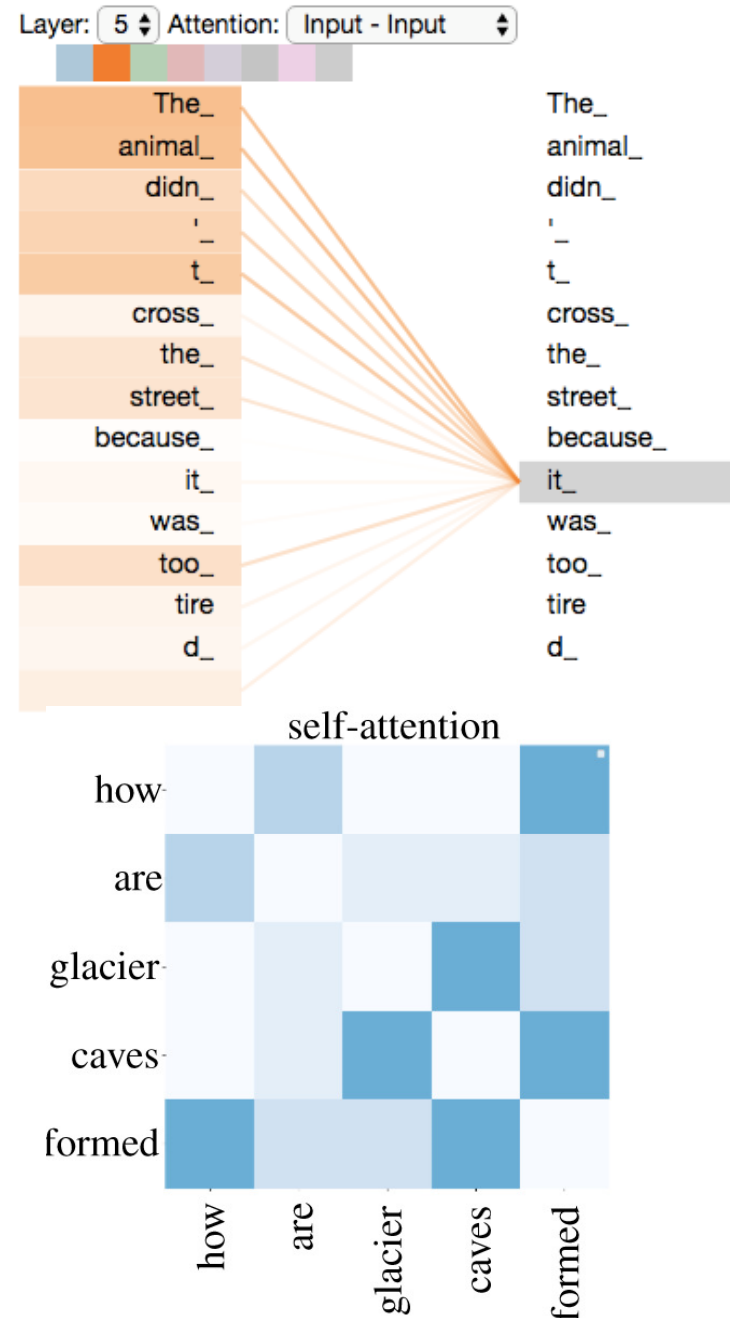 Layer: 5 Attention: Input - Input
The_ The_
animal_ animal_
didn_ didn_
'_ '_
t_ t_
cross_ cross_
the_ the_
street_ street_
because_ because_
it_ it_
was_ was_
too_ too_
tire tire
d_ d_
self-attention
how
are
glacier
caves
formed
how are glacier caves formed